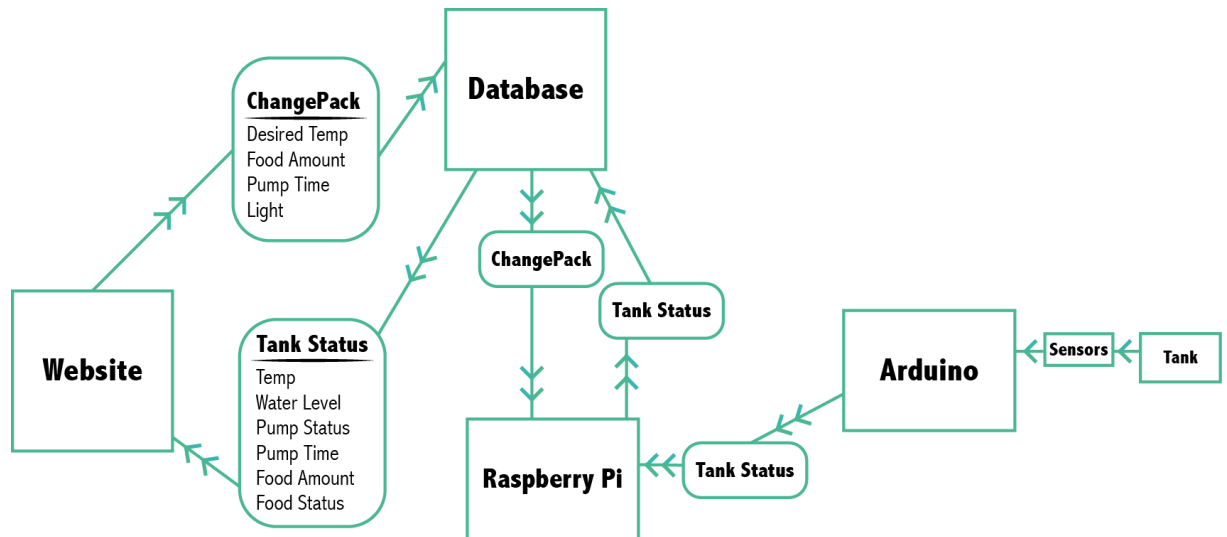 Database
ChangePack
Desired Temp
Food Amount
Pump Time
Light
ChangePack
Tank Status
Website
Tank Status
Temp
Water Level
Pump Status
Pump Time
Food Amount
Food Status
Raspberry Pi
Tank Status
Arduino
Sensors
Tank